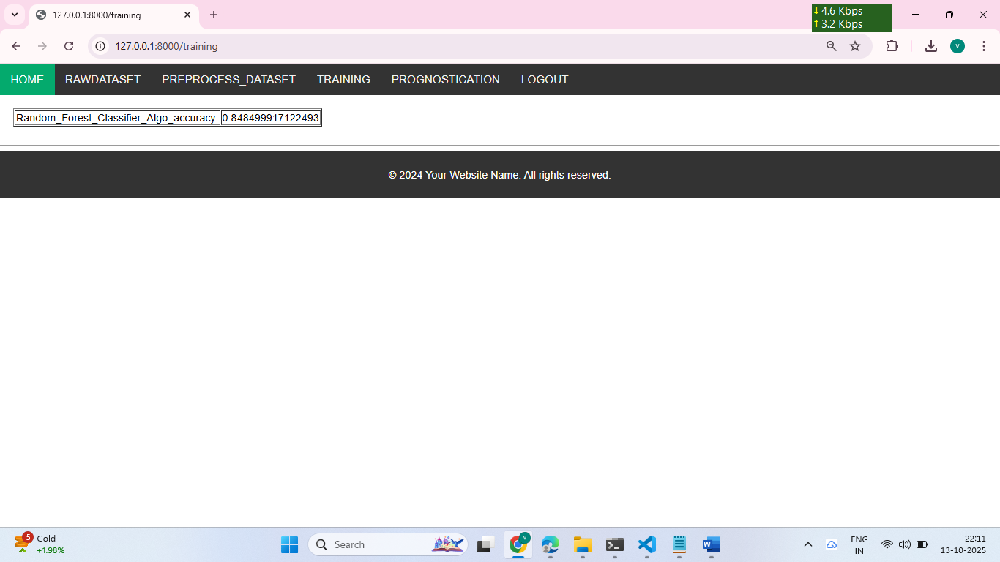 127.0.0.1:8000/training
4.6 Kbps
3.2 Kbps
127.0.0.1:8000/training
V
HOME RAWDATASET PREPROCESS_DATASET TRAINING PROGNOSTICATION LOGOUT
Random_Forest_Classifier_Algo_accuracy: 0.848499917122493
© 2024 Your Website Name. All rights reserved.
5
Gold
+1.98%
Search
V
ENG
IN
22:11
13-10-2025